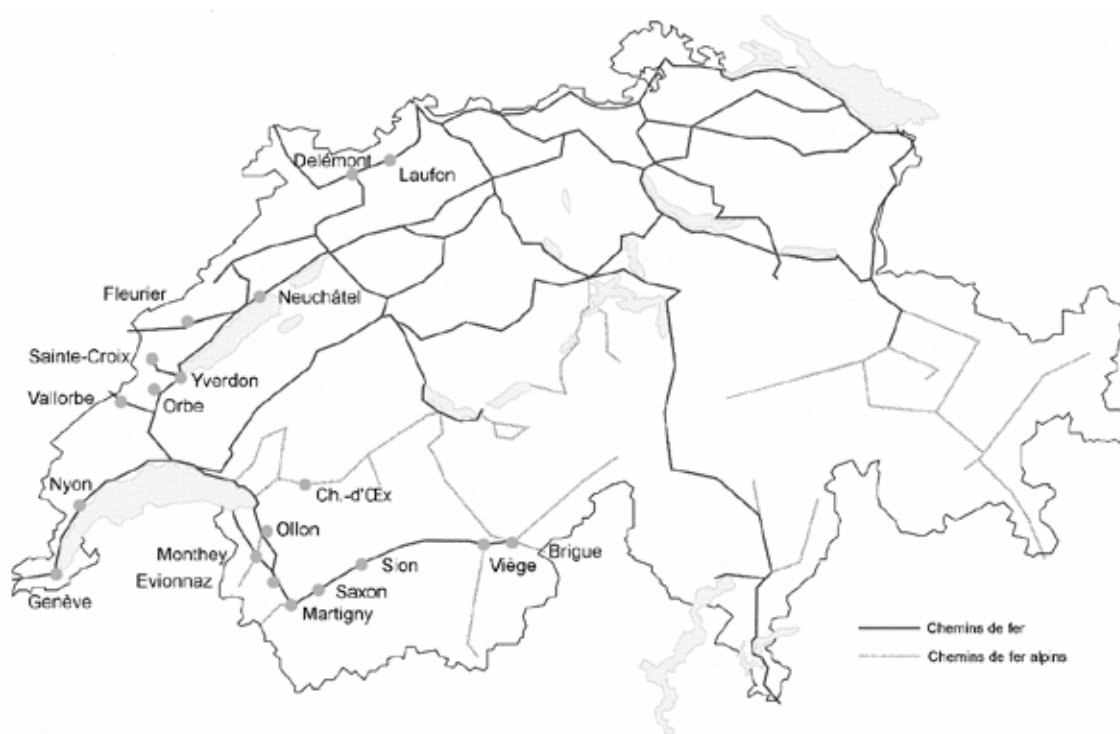 Delémont
Laufon
Fleurier
Neuchâtel
Sainte-Croix
Yverdon
Vallorbe
Orbe
Nyon
Ch.-d'Œx
Ollon
Monthey
Sion
Viège
Brigue
Evionnaz
Saxon
Genève
Martigny
Chemins de fer
Chemins de fer alpins